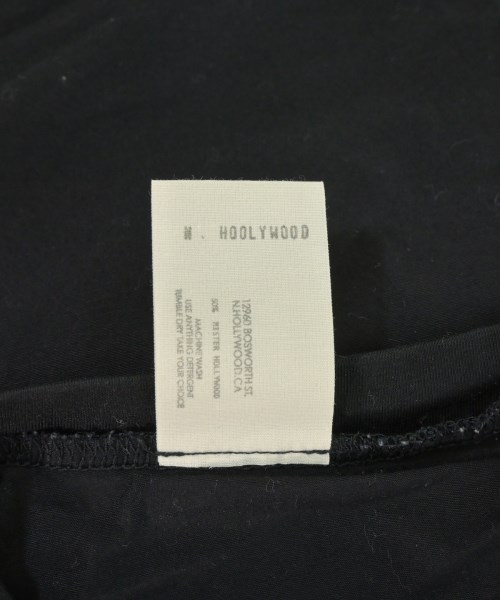 N. HOOLYWOOD
12960 BOSWORTH ST.
N.HOLLYWOOD.CA
MISTER HOLLYWOOD
MACHINE WASH
USE ANYTHING DETERGENT
TUMBLE DRY TAKE YOUR CHOICE